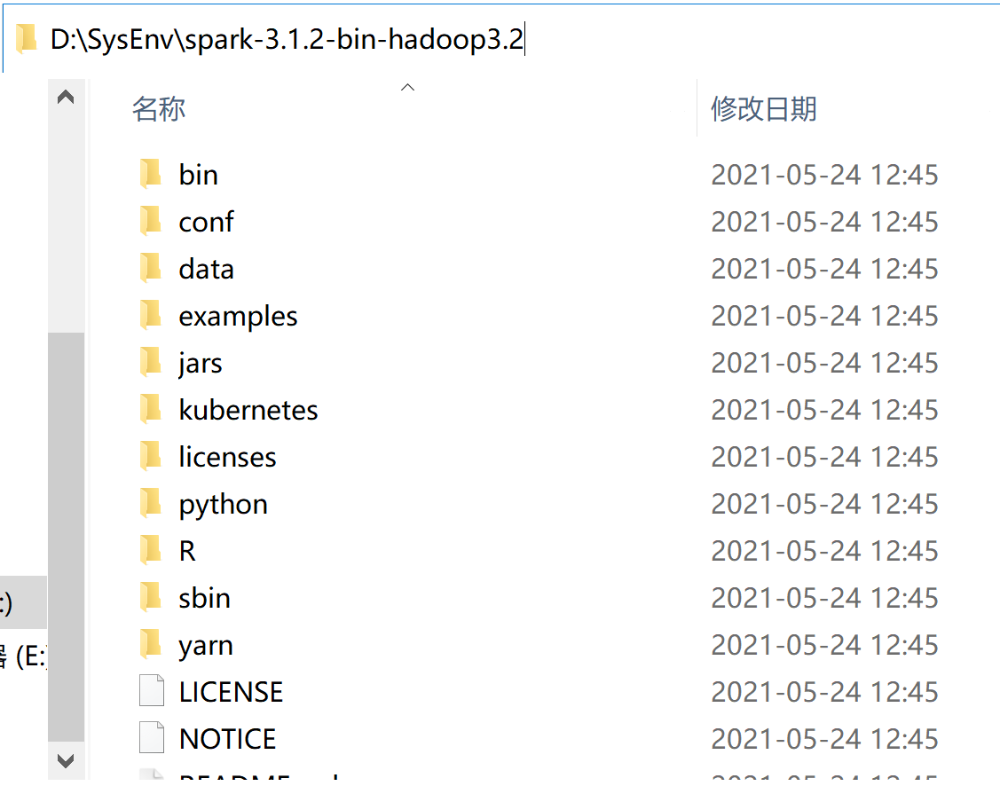 D:\SysEnv\spark-3.1.2-bin-hadoop3.2
名称 修改日期
bin 2021-05-24 12:45
conf 2021-05-24 12:45
data 2021-05-24 12:45
examples 2021-05-24 12:45
jars 2021-05-24 12:45
kubernetes 2021-05-24 12:45
licenses 2021-05-24 12:45
python 2021-05-24 12:45
R 2021-05-24 12:45
:)
sbin 2021-05-24 12:45
器 (E:)
yarn 2021-05-24 12:45
LICENSE 2021-05-24 12:45
NOTICE 2021-05-24 12:45